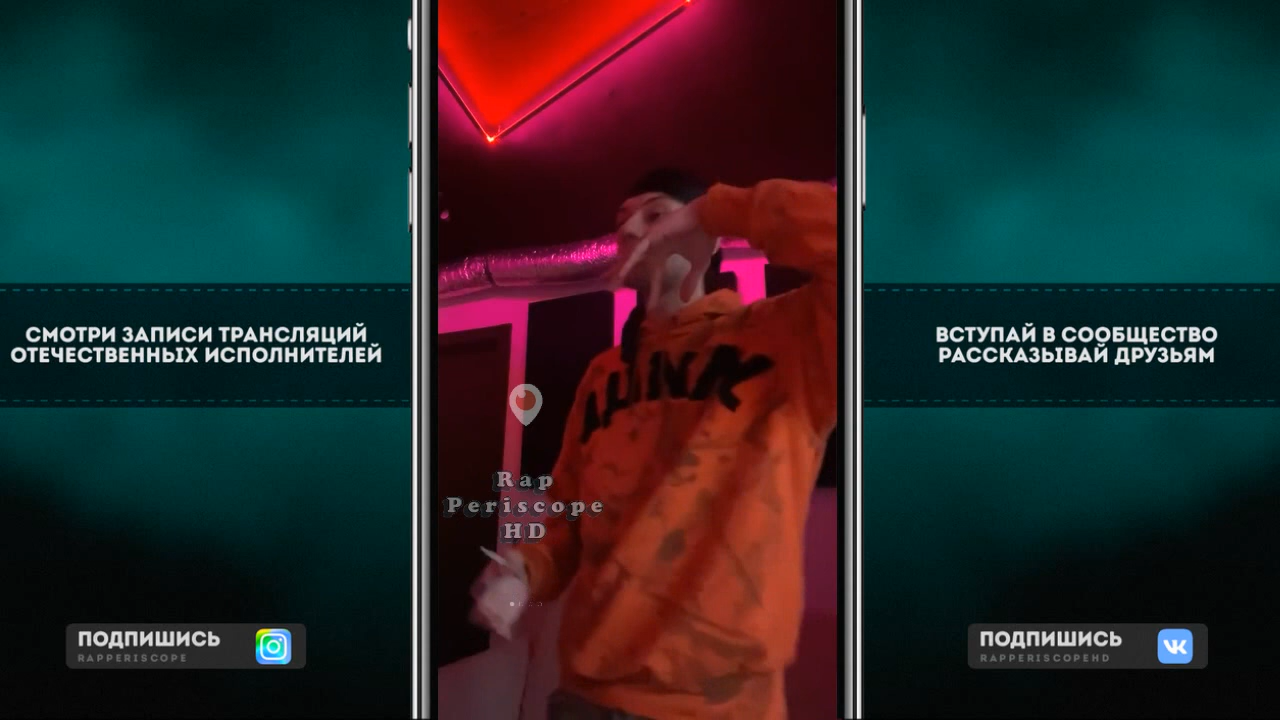 СМОТРИ ЗАПИСИ ТРАНСЛЯЦИЙ
ОТЕЧЕСТВЕННЫХ ИСПОЛНИТЕЛЕЙ
ВСТУПАЙ В СООБЩЕСТВО
РАССКАЗЫВАЙ ДРУЗЬЯМ
Rap
Periscope
HD
ПОДПИШИСЬ
RAPPERISCOPE
ПОДПИШИСЬ
RAPPERISCOPEHD